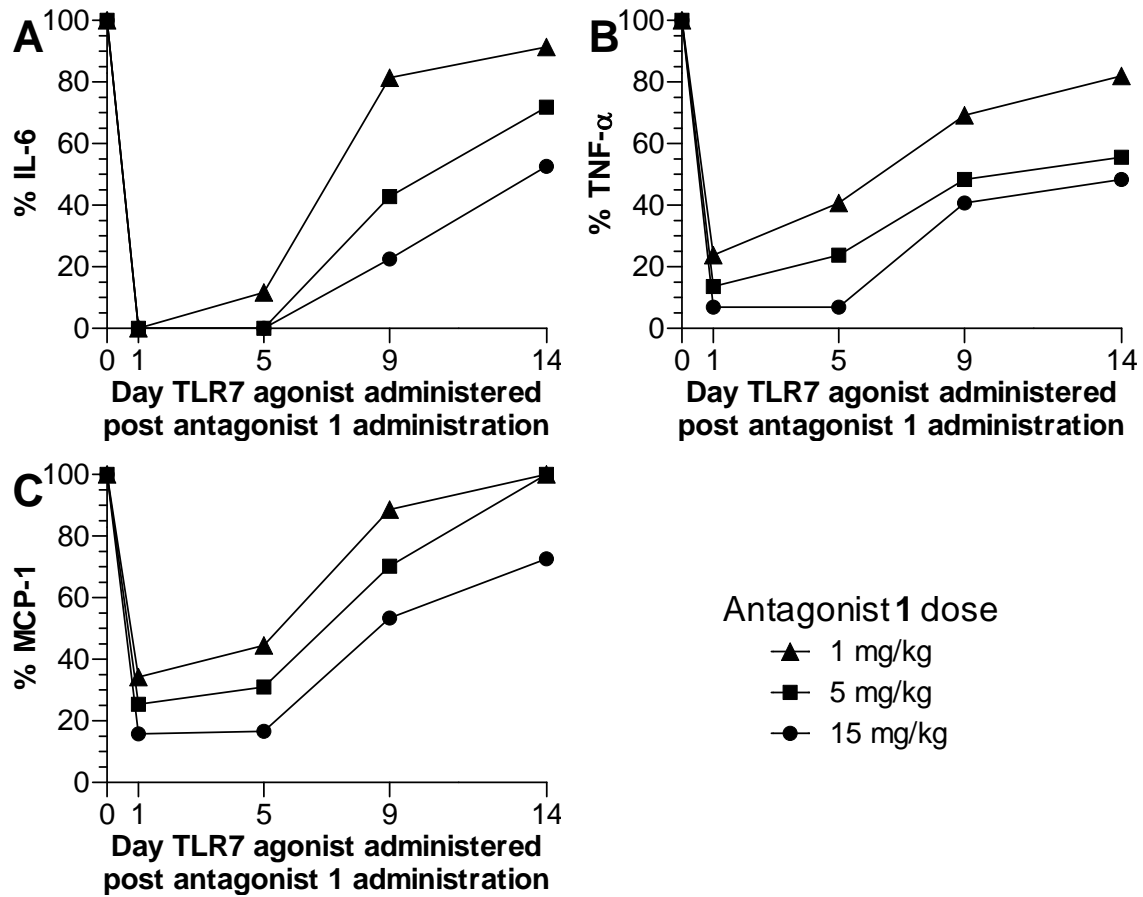 A
% IL-6
100
80
60
40
20
0
0 1 5 9 14
Day TLR7 agonist administered
post antagonist 1 administration
B
% TNF-α
100
80
60
40
20
0
0 1 5 9 14
Day TLR7 agonist administered
post antagonist 1 administration
C
% MCP-1
100
80
60
40
20
0
0 1 5 9 14
Day TLR7 agonist administered
post antagonist 1 administration
Antagonist 1 dose
1 mg/kg
5 mg/kg
15 mg/kg